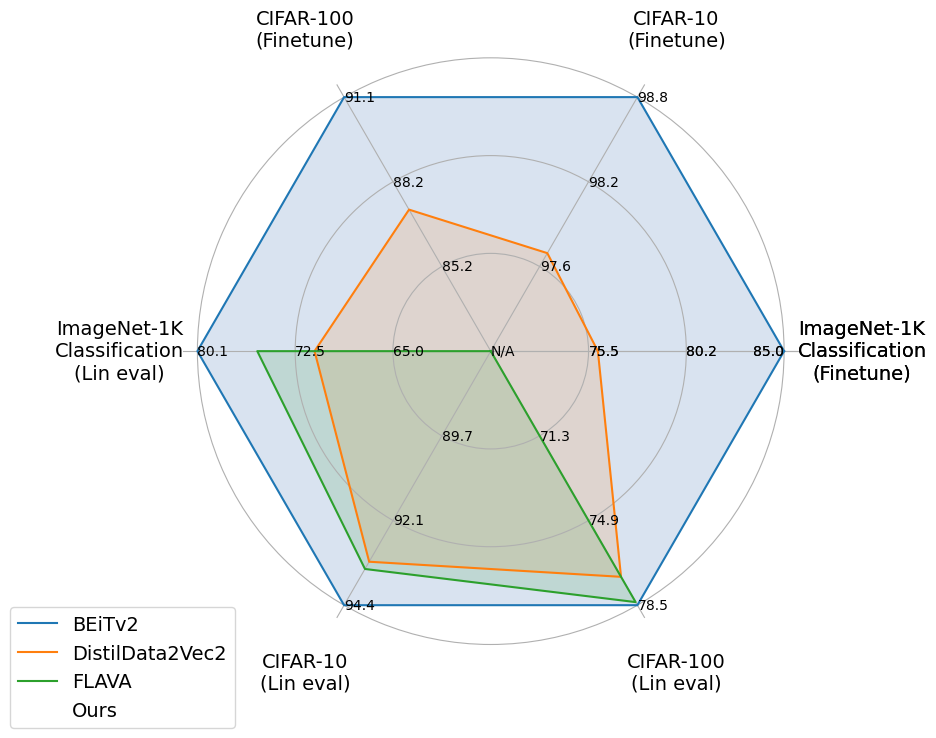 CIFAR-100
(Finetune)
CIFAR-10
(Finetune)
91.1
98.8
88.2
98.2
85.2
97.6
ImageNet-1K
Classification
(Lin eval)
80.1
72.5
65.0
N/A
75.5
80.2
85.0
ImageNet-1K
Classification
(Finetune)
89.7
71.3
92.1
74.9
94.4
78.5
CIFAR-10
(Lin eval)
CIFAR-100
(Lin eval)
BEiTv2
DistilData2Vec2
FLAVA
Ours